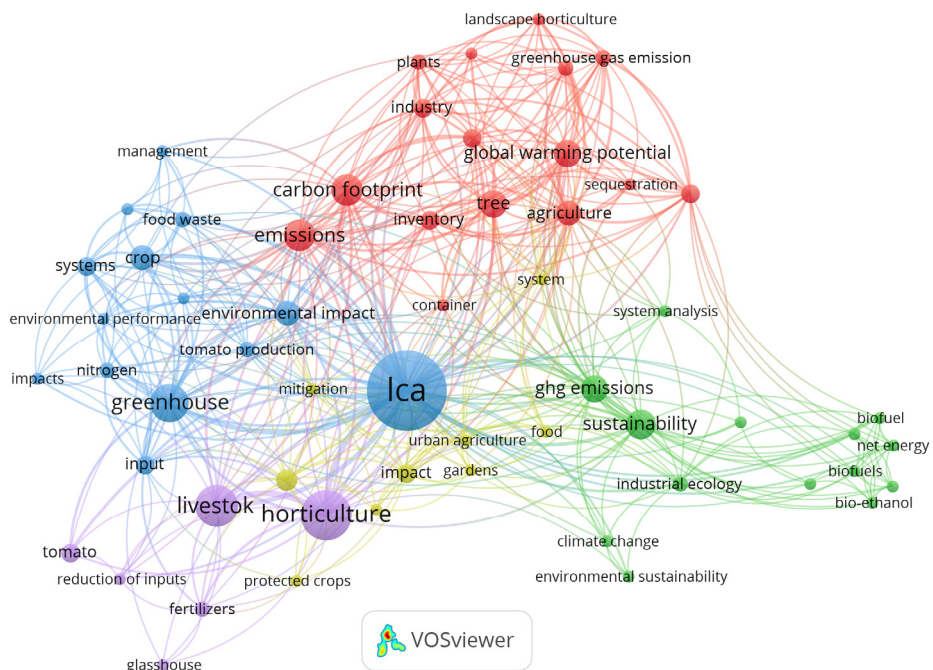 landscape horticulture
plants
greenhouse gas emission
industry
management
global warming potential
carbon footprint
sequestration
food waste
inventory
tree
agriculture
emissions
systems
crop
system
container
environmental performance
environmental impact
system analysis
tomato production
impacts
nitrogen
mitigation
lca
ghg emissions
greenhouse
sustainability
biofuel
urban agriculture
food
net energy
input
impact
gardens
industrial ecology
biofuels
bio-ethanol
livestok
horticulture
climate change
tomato
reduction of inputs
protected crops
environmental sustainability
fertilizers
VOSviewer
glasshouse